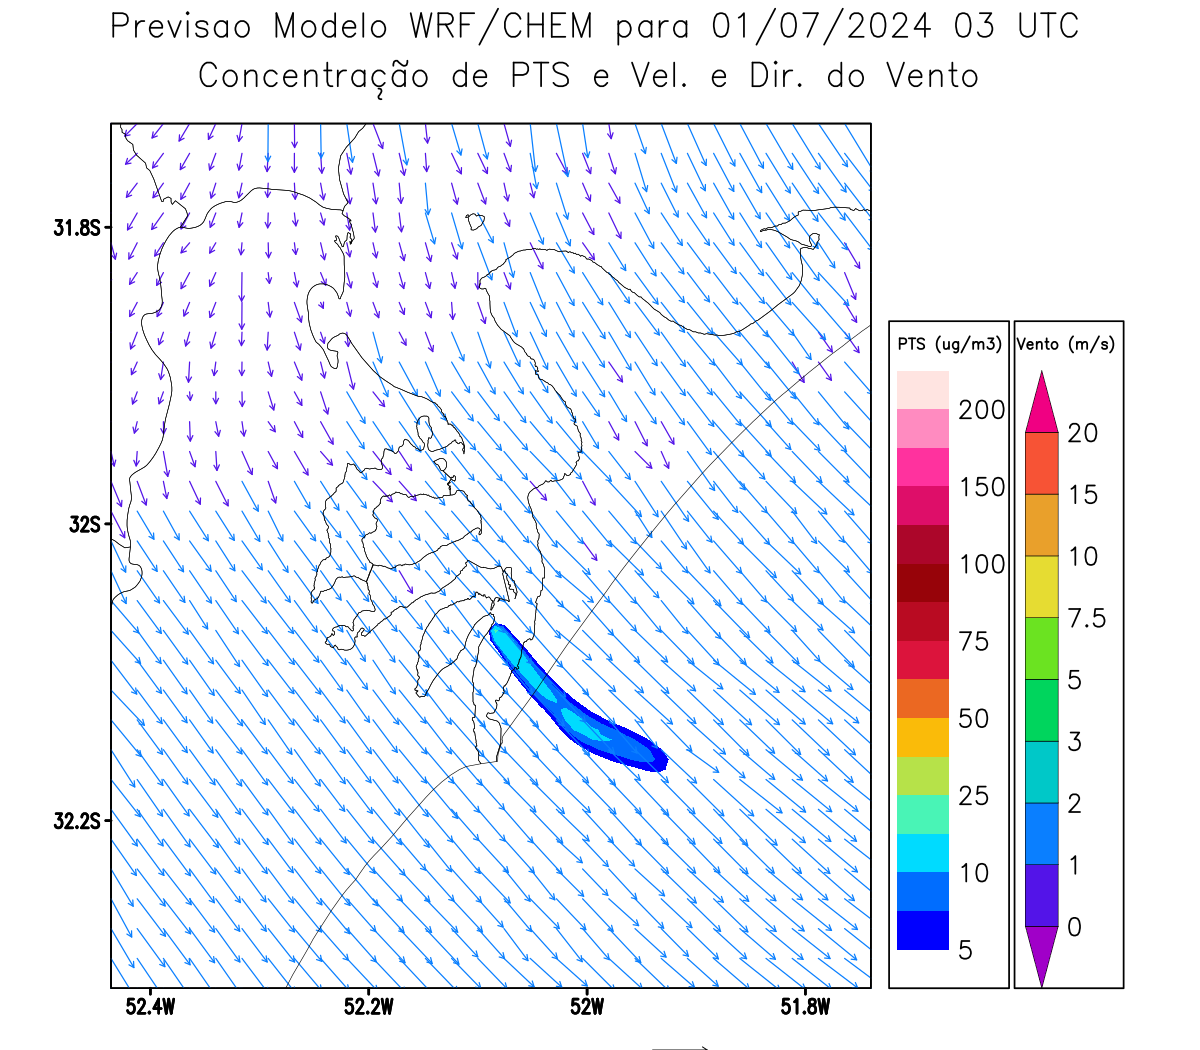 Previsao Modelo WRF/CHEM para 01/07/2024 03 UTC
Concentração de PTS e Vel. e Dir. do Vento
31.8S
32S
32.2S
52.4W
52.2W
52W
51.8W
PTS (ug/m3)
200
150
100
75
50
25
10
5
Vento (m/s)
20
15
10
7.5
5
3
2
1
0